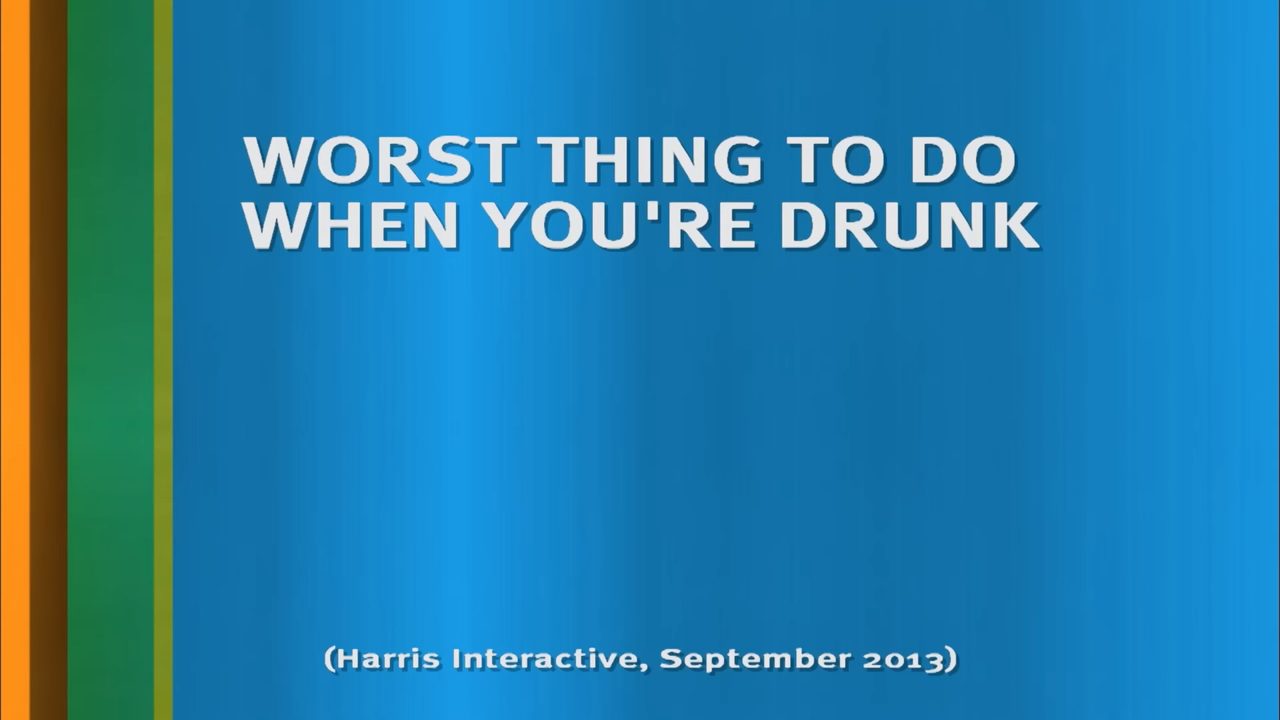 WORST THING TO DO
WHEN YOU'RE DRUNK
(Harris Interactive, September 2013)